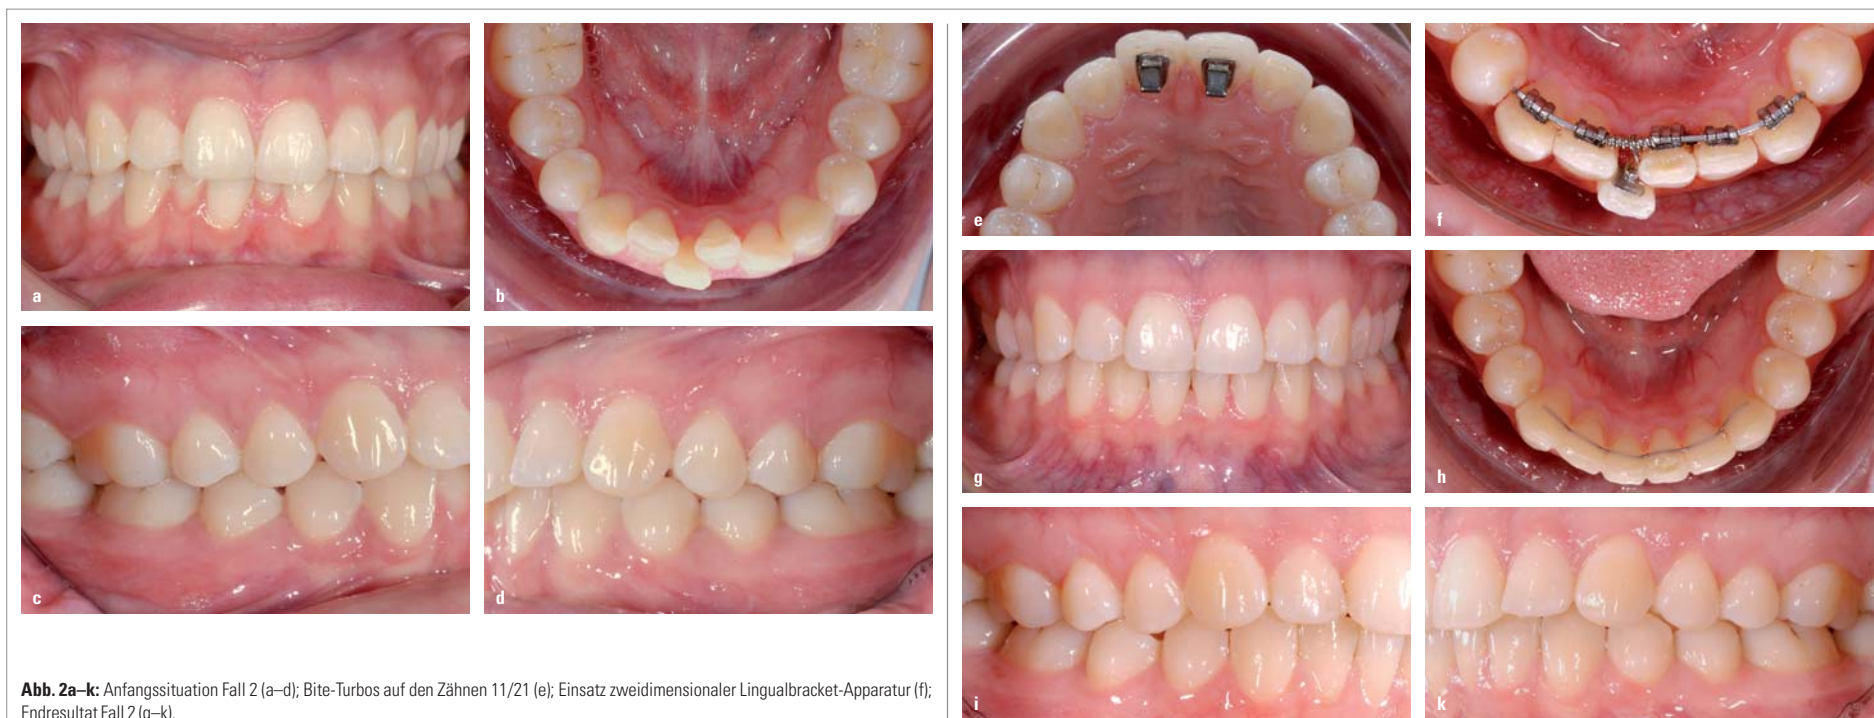 a
b
c
d
e
f
g
h
i
k
Abb. 2a–k: Anfangssituation Fall 2 (a–d); Bite-Turbos auf den Zähnen 11/21 (e); Einsatz zweidimensionaler Lingualbracket-Apparatur (f);
Endresultat Fall 2 (g–k).